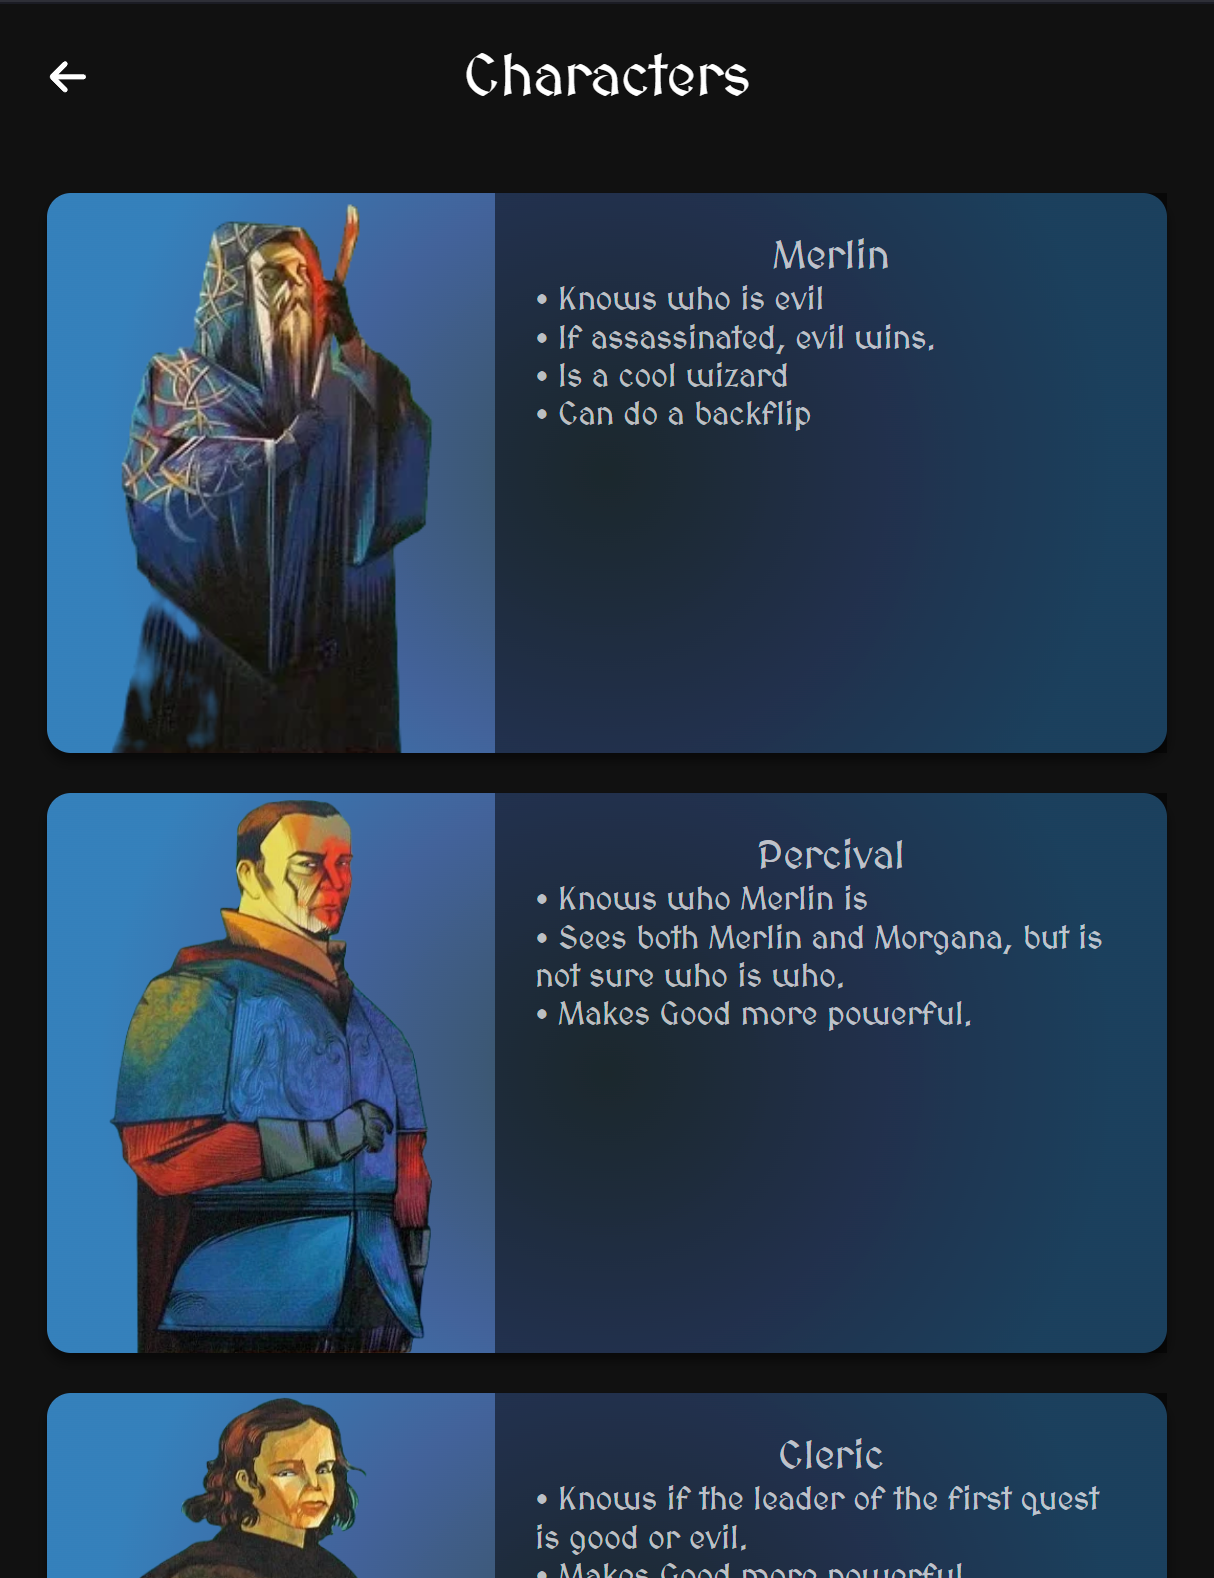 Characters
Merlin
• Knows who is evil
• If assassinated, evil wins.
• Is a cool wizard
• Can do a backflip
Percival
• Knows who Merlin is
• Sees both Merlin and Morgana, but is
not sure who is who.
• Makes Good more powerful.
Cleric
• Knows if the leader of the first quest
is good or evil.
• Makes Good more powerful.